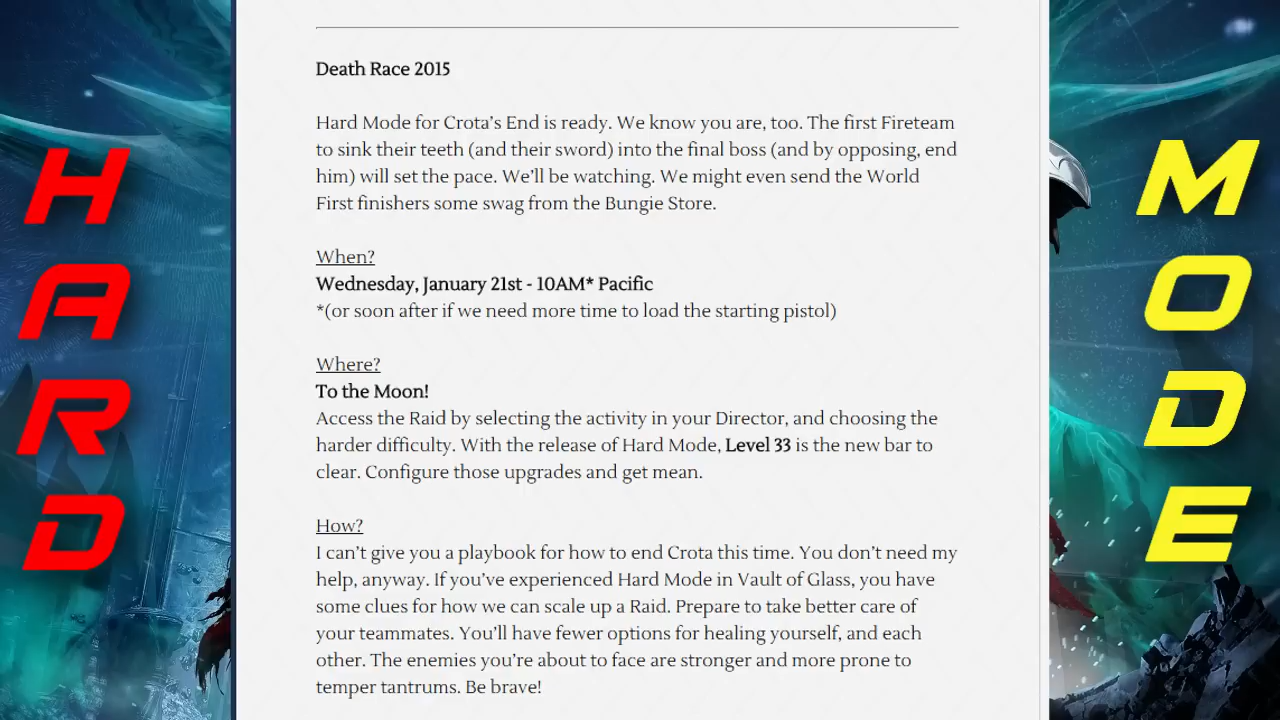 Death Race 2015
Hard Mode for Crota’s End is ready. We know you are, too. The first Fireteam
to sink their teeth (and their sword) into the final boss (and by opposing, end
him) will set the pace. We’ll be watching. We might even send the World
First finishers some swag from the Bungie Store.
When?
Wednesday, January 21st - 10AM* Pacific
*(or soon after if we need more time to load the starting pistol)
Where?
To the Moon!
Access the Raid by selecting the activity in your Director, and choosing the
harder difficulty. With the release of Hard Mode, Level 33 is the new bar to
clear. Configure those upgrades and get mean.
How?
I can’t give you a playbook for how to end Crota this time. You don’t need my
help, anyway. If you’ve experienced Hard Mode in Vault of Glass, you have
some clues for how we can scale up a Raid. Prepare to take better care of
your teammates. You’ll have fewer options for healing yourself, and each
other. The enemies you’re about to face are stronger and more prone to
temper tantrums. Be brave!
HARD
MODE